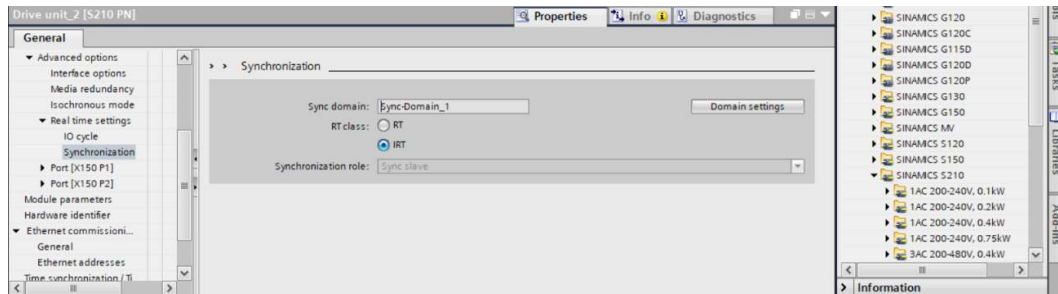 Drive unit_2 [S210 PN]
Properties
Info
Diagnostics
General
Advanced options
Interface options
Media redundancy
Isochronous mode
Real time settings
IO cycle
Synchronization
Port [X150 P1]
Port [X150 P2]
Module parameters
Hardware identifier
Ethernet commissioni...
General
Ethernet addresses
Time synchronization / Ti
> > Synchronization
Sync domain: Sync-Domain_1
Domain settings
RT class: RT
IRT
Synchronization role: Sync slave
SINAMICS G120
SINAMICS G120C
SINAMICS G115D
SINAMICS G120D
SINAMICS G120P
SINAMICS G130
SINAMICS G150
SINAMICS MV
SINAMICS S120
SINAMICS S150
SINAMICS S210
1AC 200-240V, 0.1kW
1AC 200-240V, 0.2kW
1AC 200-240V, 0.4kW
1AC 200-240V, 0.75kW
3AC 200-480V, 0.4kW
Information
Tasks
Libraries
Add-ins